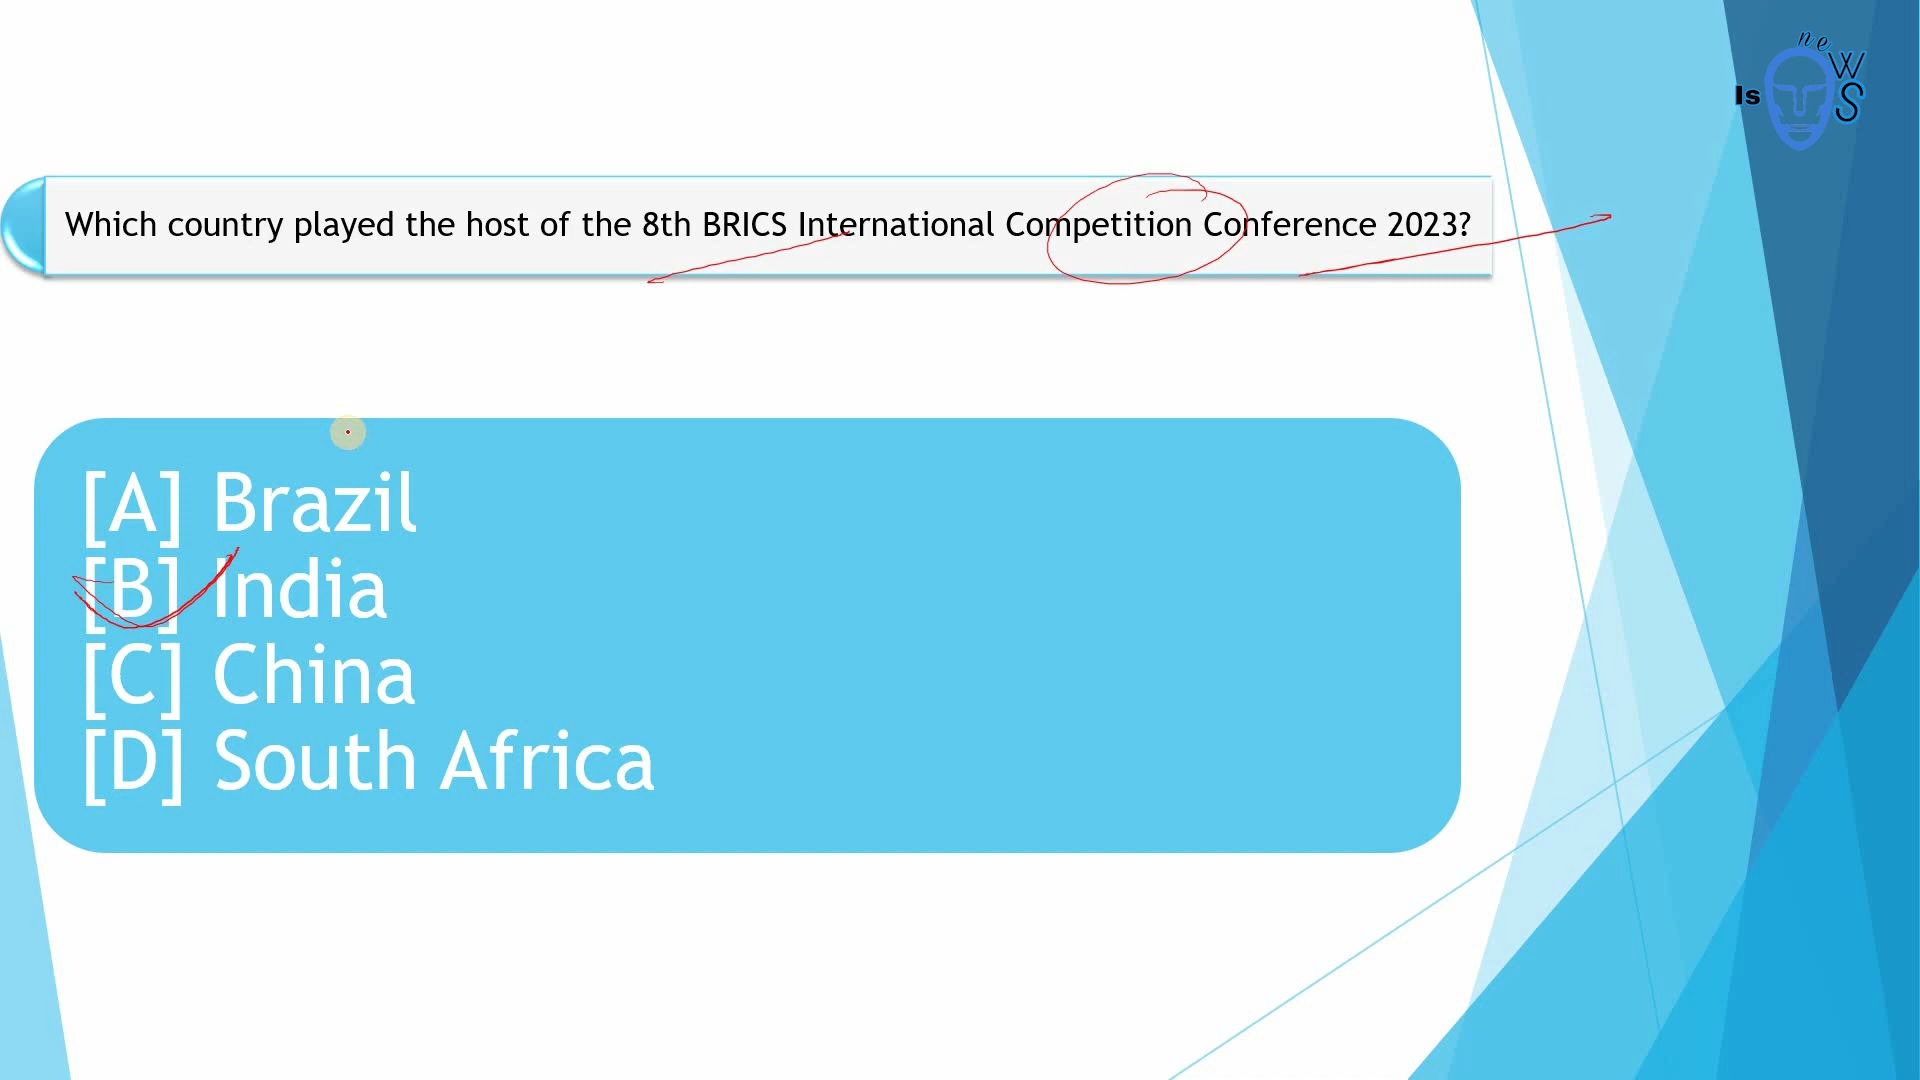 Is neWS
Which country played the host of the 8th BRICS International Competition Conference 2023?
[A] Brazil
[B] India
[C] China
[D] South Africa